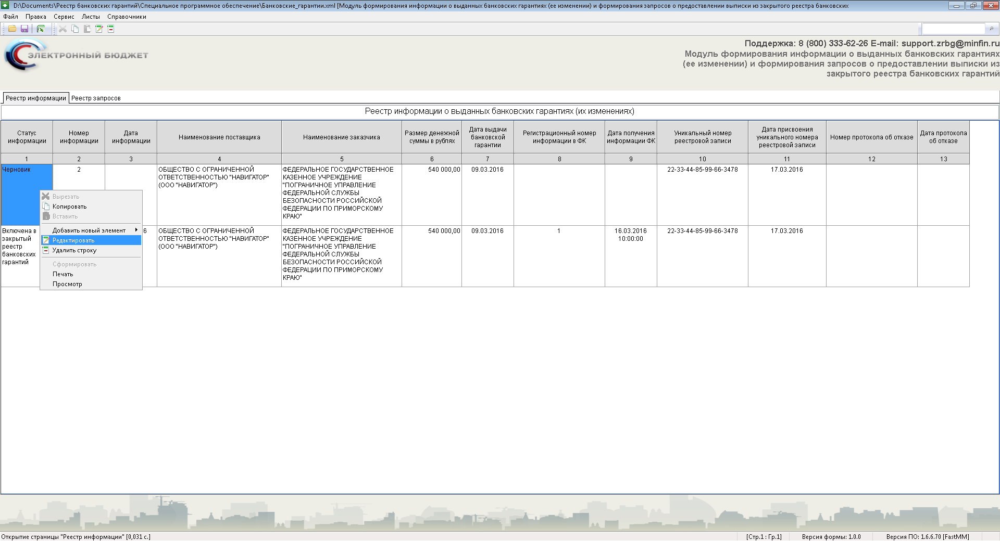 D:\Documents\Реестр банковских гарантий\Специальное программное обеспечение\Банковские_гарантии.xml [Модуль формирования информации о выданных банковских гарантиях (ее изменении) и формирования запросов о предоставлении выписки из закрытого реестра банковских
Файл Правка Сервис Листы Справочники
ЭЛЕКТРОННЫЙ БЮДЖЕТ
Поддержка: 8 (800) 333-62-26 E-mail: support.zrbg@minfin.ru
Модуль формирования информации о выданных банковских гарантиях
(ее изменении) и формирования запросов о предоставлении выписки из
закрытого реестра банковских гарантий
Реестр информации Реестр запросов
Реестр информации о выданных банковских гарантиях (их изменениях)
Статус
информации
Номер
информации
Дата
информации
Наименование поставщика
Наименование заказчика
Размер денежной
суммы в рублях
Дата выдачи
банковской
гарантии
Регистрационный номер
информации в ФК
Дата получения
информации ФК
Уникальный номер
реестровой записи
Дата присвоения
уникального номера
реестровой записи
Номер протокола об отказе
Дата протокола
об отказе
1 2 3 4 5 6 7 8 9 10 11 12 13
Черновик
2
ОБЩЕСТВО С ОГРАНИЧЕННОЙ
ОТВЕТСТВЕННОСТЬЮ "НАВИГАТОР"
(ООО "НАВИГАТОР")
ФЕДЕРАЛЬНОЕ ГОСУДАРСТВЕННОЕ
КАЗЕННОЕ УЧРЕЖДЕНИЕ
"ПОГРАНИЧНОЕ УПРАВЛЕНИЕ
ФЕДЕРАЛЬНОЙ СЛУЖБЫ
БЕЗОПАСНОСТИ РОССИЙСКОЙ
ФЕДЕРАЦИИ ПО ПРИМОРСКОМУ
КРАЮ"
540 000,00
09.03.2016
22-33-44-85-99-66-3478
17.03.2016
Вырезать
Копировать
Вставить
Добавить новый элемент
Редактировать
Удалить строку
Сформировать
Печать
Просмотр
Включена в
закрытый
реестр
банковских
гарантий
6
ОБЩЕСТВО С ОГРАНИЧЕННОЙ
ОТВЕТСТВЕННОСТЬЮ "НАВИГАТОР"
(ООО "НАВИГАТОР")
ФЕДЕРАЛЬНОЕ ГОСУДАРСТВЕННОЕ
КАЗЕННОЕ УЧРЕЖДЕНИЕ
"ПОГРАНИЧНОЕ УПРАВЛЕНИЕ
ФЕДЕРАЛЬНОЙ СЛУЖБЫ
БЕЗОПАСНОСТИ РОССИЙСКОЙ
ФЕДЕРАЦИИ ПО ПРИМОРСКОМУ
КРАЮ"
540 000,00
09.03.2016
1
16.03.2016
10:00:00
22-33-44-85-99-66-3478
17.03.2016
Открытие страницы "Реестр информации" [0,031 с.]
[Стр.1 : Гр.1]
Версия формы: 1.0.0
Версия ПО: 1.6.6.70 [FastMM]